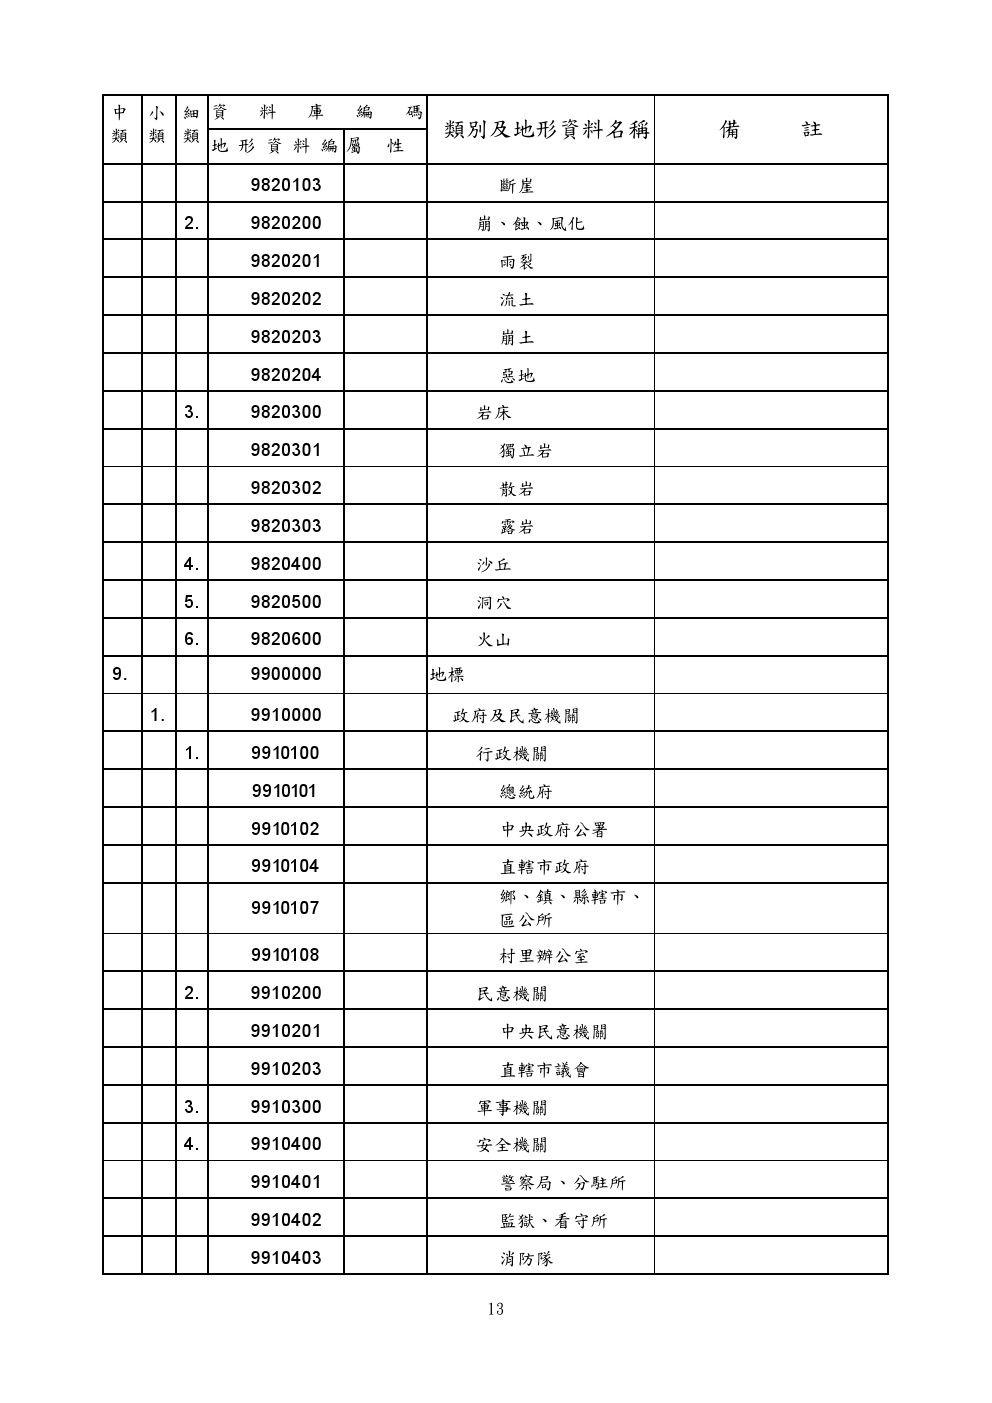 中類 小類 細類 資料庫編碼 類別及地形資料名稱 備註
地形資料編 屬性
9820103 斷崖
2. 9820200 崩、蝕、風化
9820201 雨裂
9820202 流土
9820203 崩土
9820204 惡地
3. 9820300 岩床
9820301 獨立岩
9820302 散岩
9820303 露岩
4. 9820400 沙丘
5. 9820500 洞穴
6. 9820600 火山
9. 9900000 地標
1. 9910000 政府及民意機關
1. 9910100 行政機關
9910101 總統府
9910102 中央政府公署
9910104 直轄市政府
9910107 鄉、鎮、縣轄市、
區公所
9910108 村里辦公室
2. 9910200 民意機關
9910201 中央民意機關
9910203 直轄市議會
3. 9910300 軍事機關
4. 9910400 安全機關
9910401 警察局、分駐所
9910402 監獄、看守所
9910403 消防隊
13